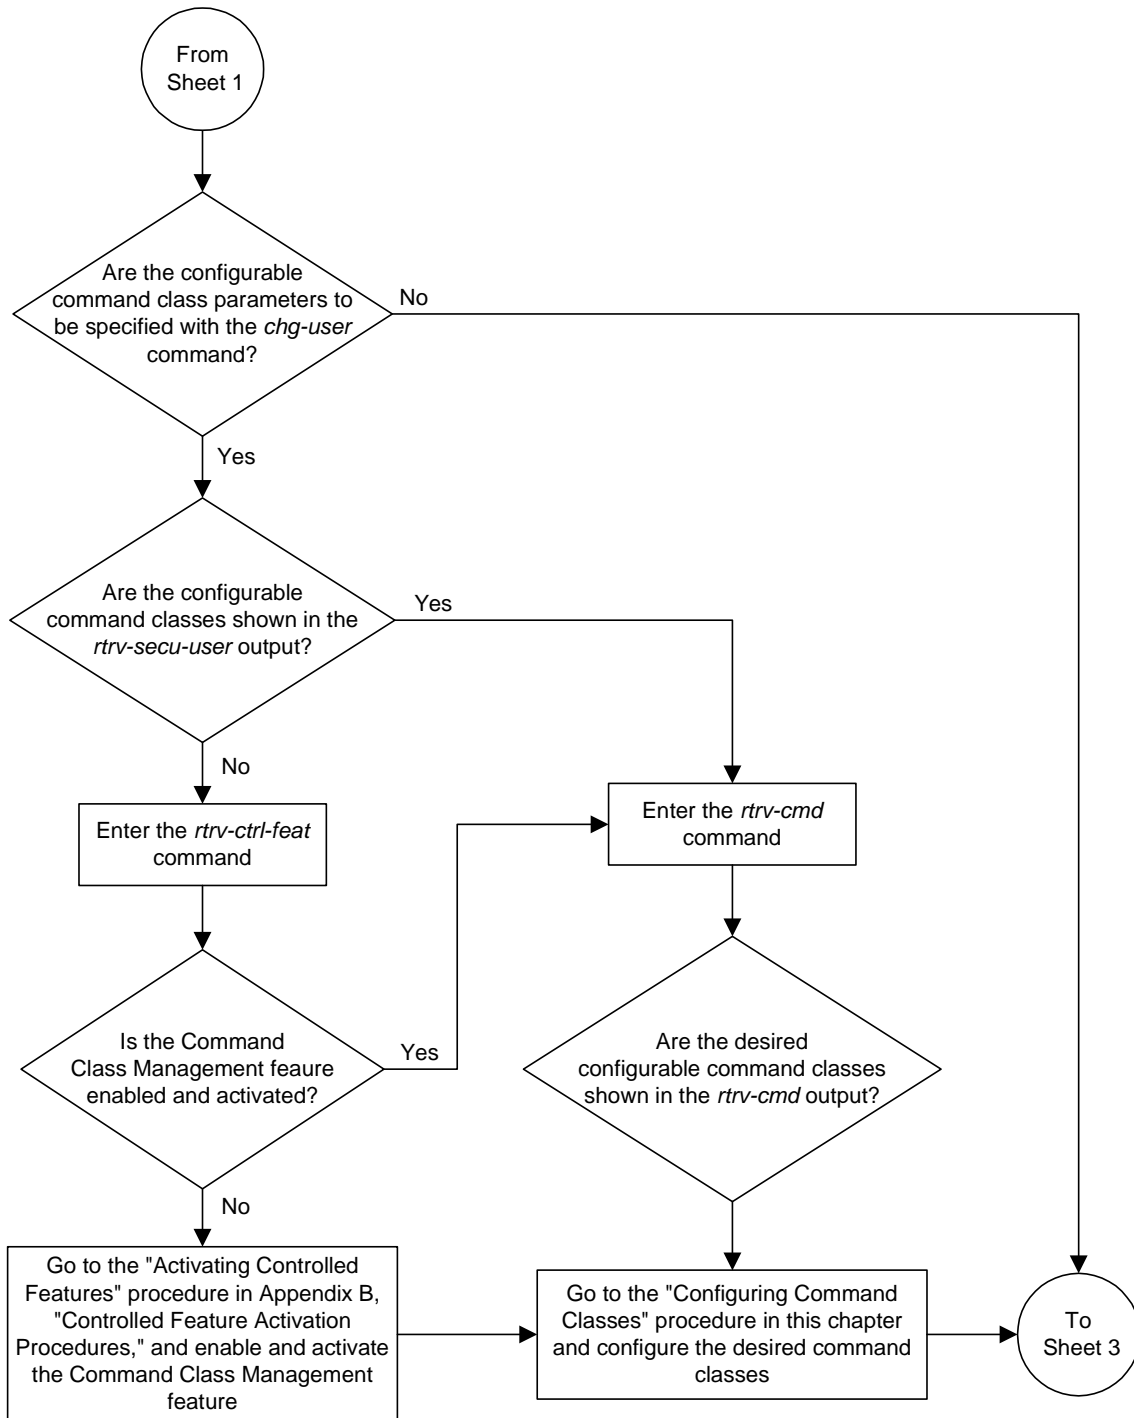 From
Sheet 1
Are the configurable
command class parameters to
be specified with the chg-user
command?
No
Yes
Are the configurable
command classes shown in the
rtrv-secu-user output?
Yes
No
Enter the rtrv-ctrl-feat
command
Enter the rtrv-cmd
command
Is the Command
Class Management feaure
enabled and activated?
Yes
Are the desired
configurable command classes
shown in the rtrv-cmd output?
No
Go to the "Activating Controlled
Features" procedure in Appendix B,
"Controlled Feature Activation
Procedures," and enable and activate
the Command Class Management
feature
Go to the "Configuring Command
Classes" procedure in this chapter
and configure the desired command
classes
To
Sheet 3